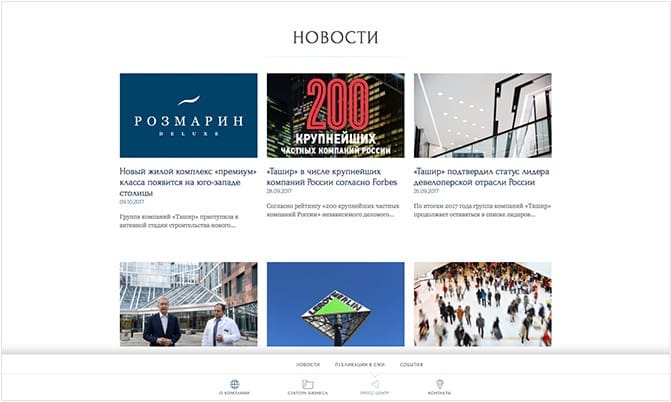 НОВОСТИ
РОЗМАРИН
DELUXE
200
КРУПНЕЙШИХ
ЧАСТНЫХ КОМПАНИЙ РОССИИ
Новый жилой комплекс «премиум»
класса появится на юго-западе
столицы
09.10.2017
Группа компаний «Ташир» приступила к
активной стадии строительства нового...
«Ташир» в числе крупнейших
компаний России согласно Forbes
28.09.2017
Согласно рейтингу «200 крупнейших частных
компаний России» независимого делового...
«Ташир» подтвердил статус лидера
девелоперской отрасли России
26.09.2017
По итогам 2017 года группа компаний «Ташир»
продолжает оставаться в списке лидеров...
LEROY MERLIN
НОВОСТИ
ПУБЛИКАЦИИ В СМИ
СОБЫТИЯ
О КОМПАНИИ
СЕКТОРА БИЗНЕСА
ПРЕСС-ЦЕНТР
КОНТАКТЫ